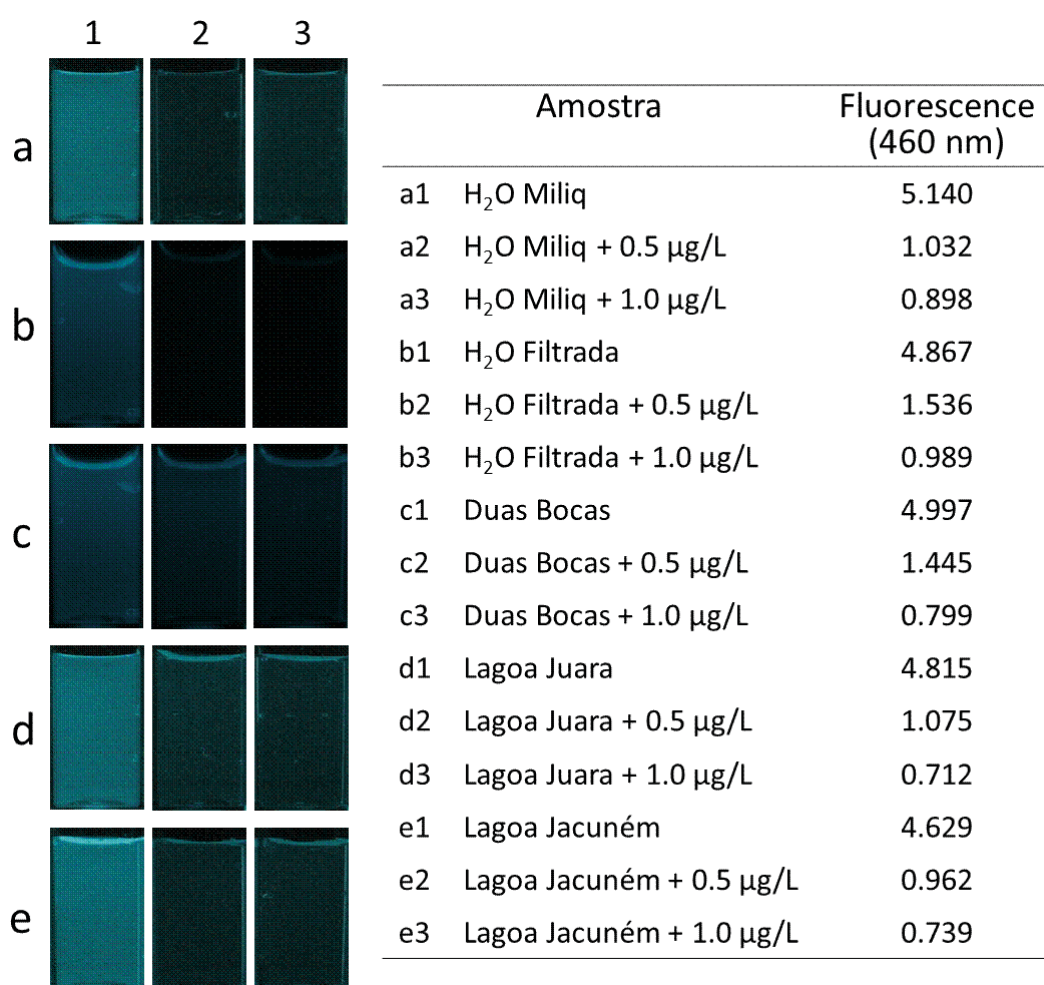 1 2 3
a
b
c
d
e
Amostra Fluorescence
(460 nm)
a1 H₂O Miliq 5.140
a2 H₂O Miliq + 0.5 µg/L 1.032
a3 H₂O Miliq + 1.0 µg/L 0.898
b1 H₂O Filtrada 4.867
b2 H₂O Filtrada + 0.5 µg/L 1.536
b3 H₂O Filtrada + 1.0 µg/L 0.989
c1 Duas Bocas 4.997
c2 Duas Bocas + 0.5 µg/L 1.445
c3 Duas Bocas + 1.0 µg/L 0.799
d1 Lagoa Juara 4.815
d2 Lagoa Juara + 0.5 µg/L 1.075
d3 Lagoa Juara + 1.0 µg/L 0.712
e1 Lagoa Jacuném 4.629
e2 Lagoa Jacuném + 0.5 µg/L 0.962
e3 Lagoa Jacuném + 1.0 µg/L 0.739